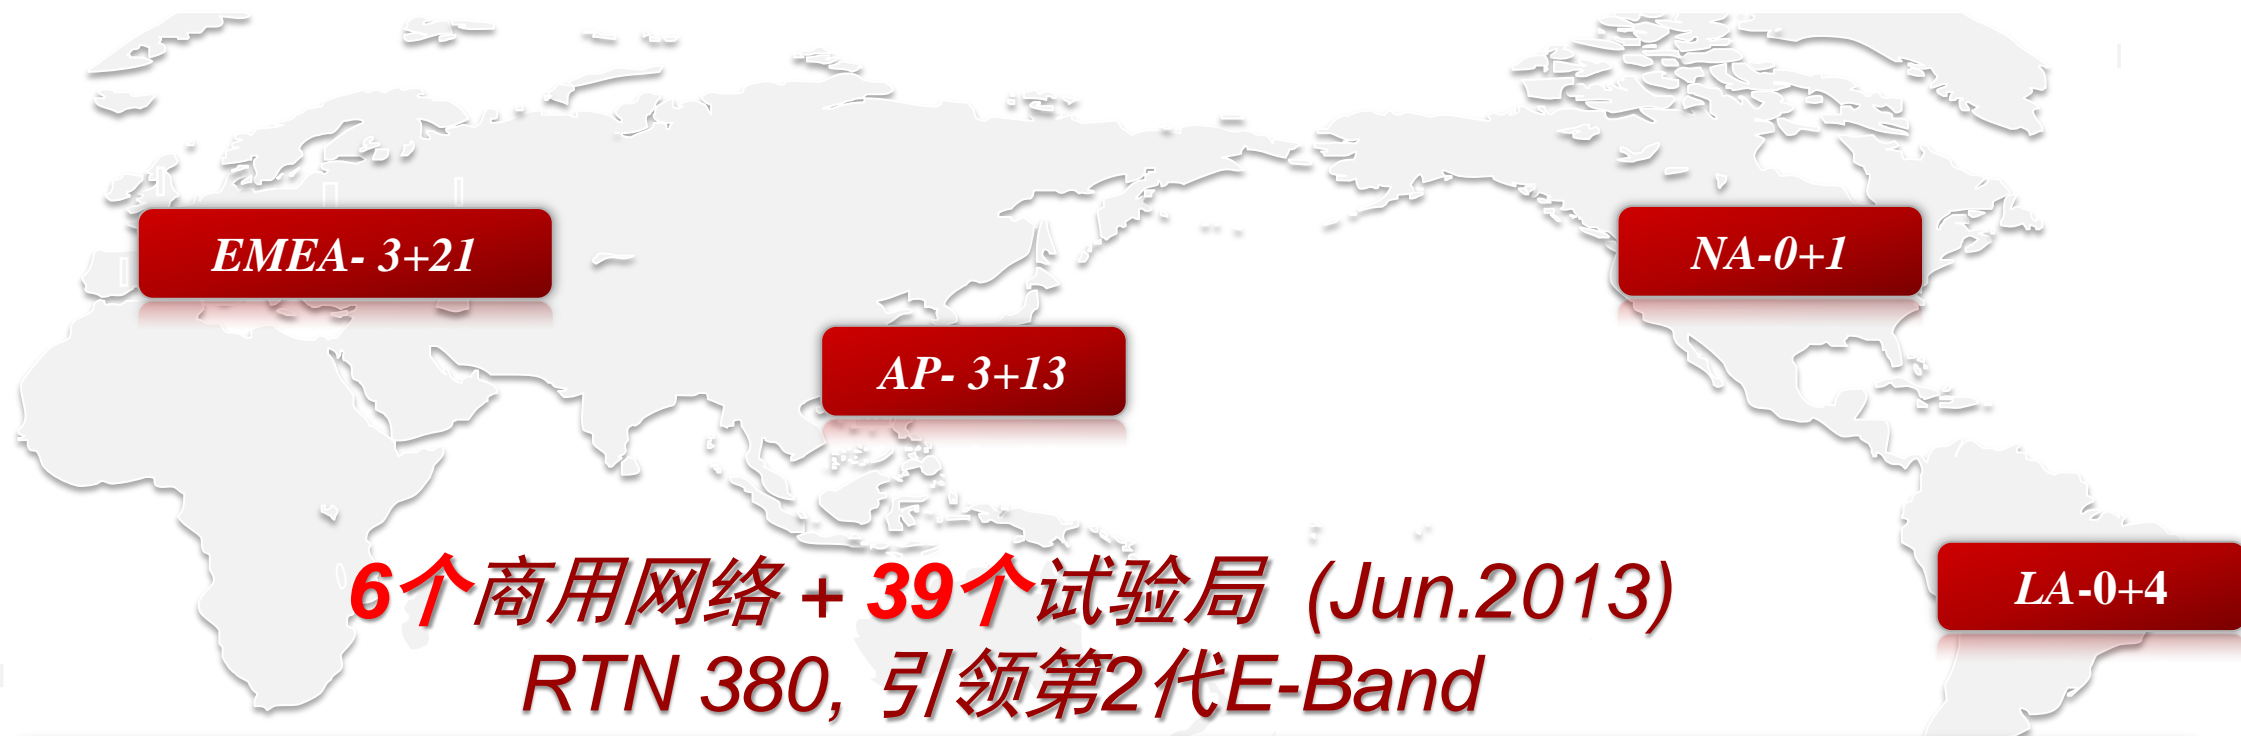 EMEA- 3+21
NA-0+1
AP- 3+13
LA-0+4
6个商用网络 + 39个试验局 (Jun.2013)
RTN 380, 引领第2代E-Band